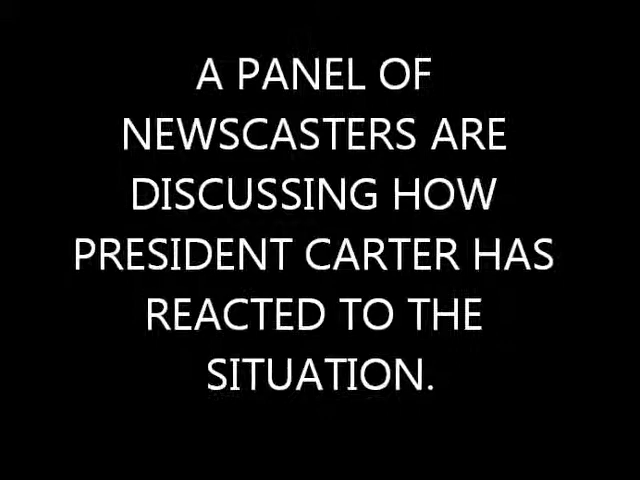 A PANEL OF
NEWSCASTERS ARE
DISCUSSING HOW
PRESIDENT CARTER HAS
REACTED TO THE
SITUATION.